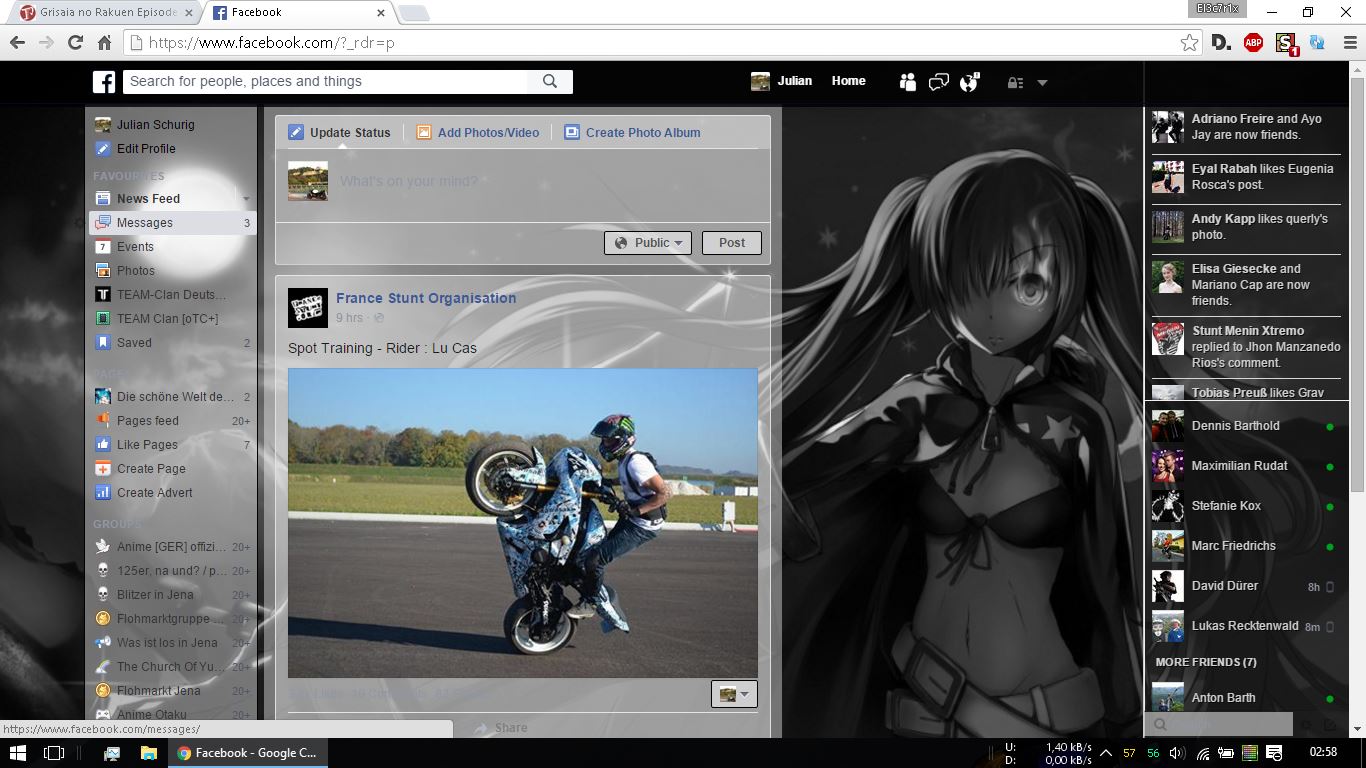 Grisaia no Rakuen Episode
Facebook
El3c7r1x
https://www.facebook.com/?_rdr=p
ABP
1
Search for people, places and things
Julian
Home
Julian Schurig
Edit Profile
FAVOURITES
News Feed
Messages 3
7 Events
Photos
TEAM-Clan Deuts...
TEAM Clan [oTC+]
Saved 2
PAGES
Die schöne Welt de... 2
Pages feed 20+
Like Pages 7
Create Page
Create Advert
GROUPS
Anime [GER] offizi... 20+
125er, na und? / p... 20+
Blitzer in Jena 20+
Flohmarktgruppe ... 20+
Was ist los in Jena 20+
The Church Of Yu... 20+
Flohmarkt Jena 20+
Anime Otaku 20+
Update Status
Add Photos/Video
Create Photo Album
What's on your mind?
Public
Post
France Stunt Organisation
9 hrs ·
Spot Training - Rider : Lu Cas
Share
Adriano Freire and Ayo
Jay are now friends.
Eyal Rabah likes Eugenia
Rosca's post.
Andy Kapp likes querly's
photo.
Elisa Giesecke and
Mariano Cap are now
friends.
Stunt Menin Xtremo
replied to Jhon Manzanedo
Rios's comment.
Tobias Preuß likes Grav
Dennis Barthold
Maximilian Rudat
Stefanie Kox
Marc Friedrichs
David Dürer 8h
Lukas Recktenwald 8m
MORE FRIENDS (7)
Anton Barth
https://www.facebook.com/messages/
Facebook - Google C...
U: 1,40 kB/s
D: 0,00 kB/s
57
56
02:58